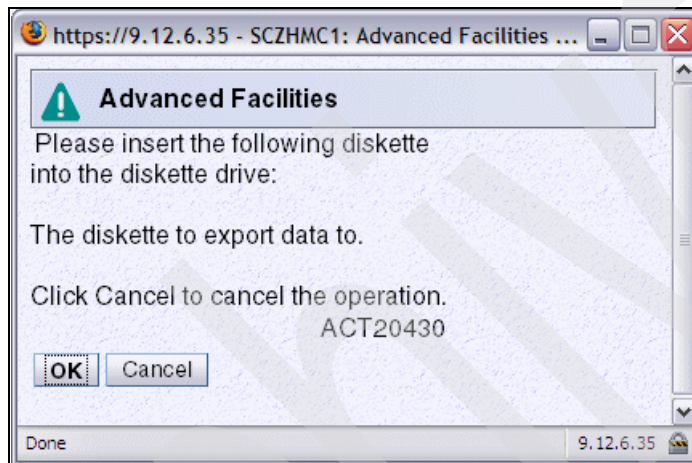 https://9.12.6.35 - SCZHMC1: Advanced Facilities ...
Advanced Facilities
Please insert the following diskette
into the diskette drive:
The diskette to export data to.
Click Cancel to cancel the operation.
ACT20430
OK Cancel
Done 9.12.6.35